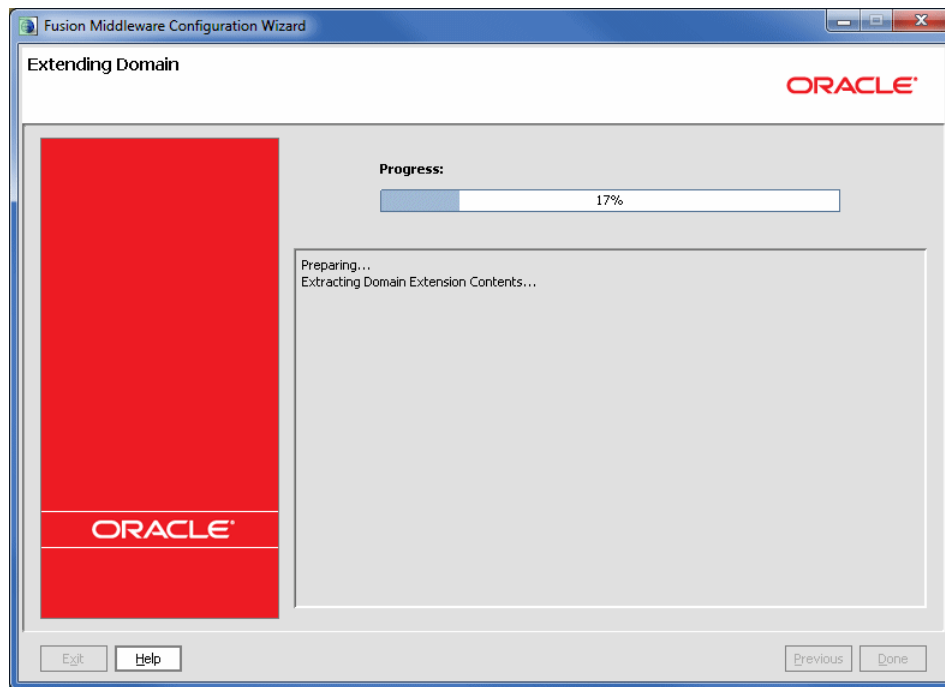 Fusion Middleware Configuration Wizard
Extending Domain
ORACLE
Progress:
17%
Preparing...
Extracting Domain Extension Contents...
ORACLE
Exit Help Previous Done